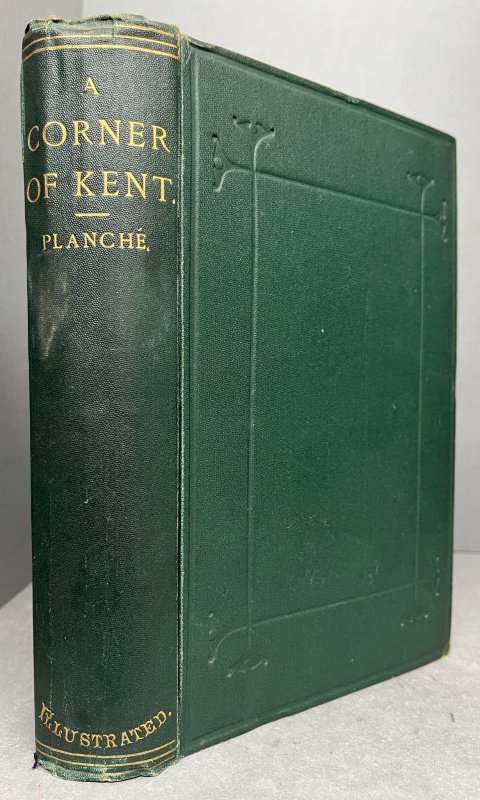 A
CORNER
OF KENT.
PLANCHÉ.
ILLUSTRATED.